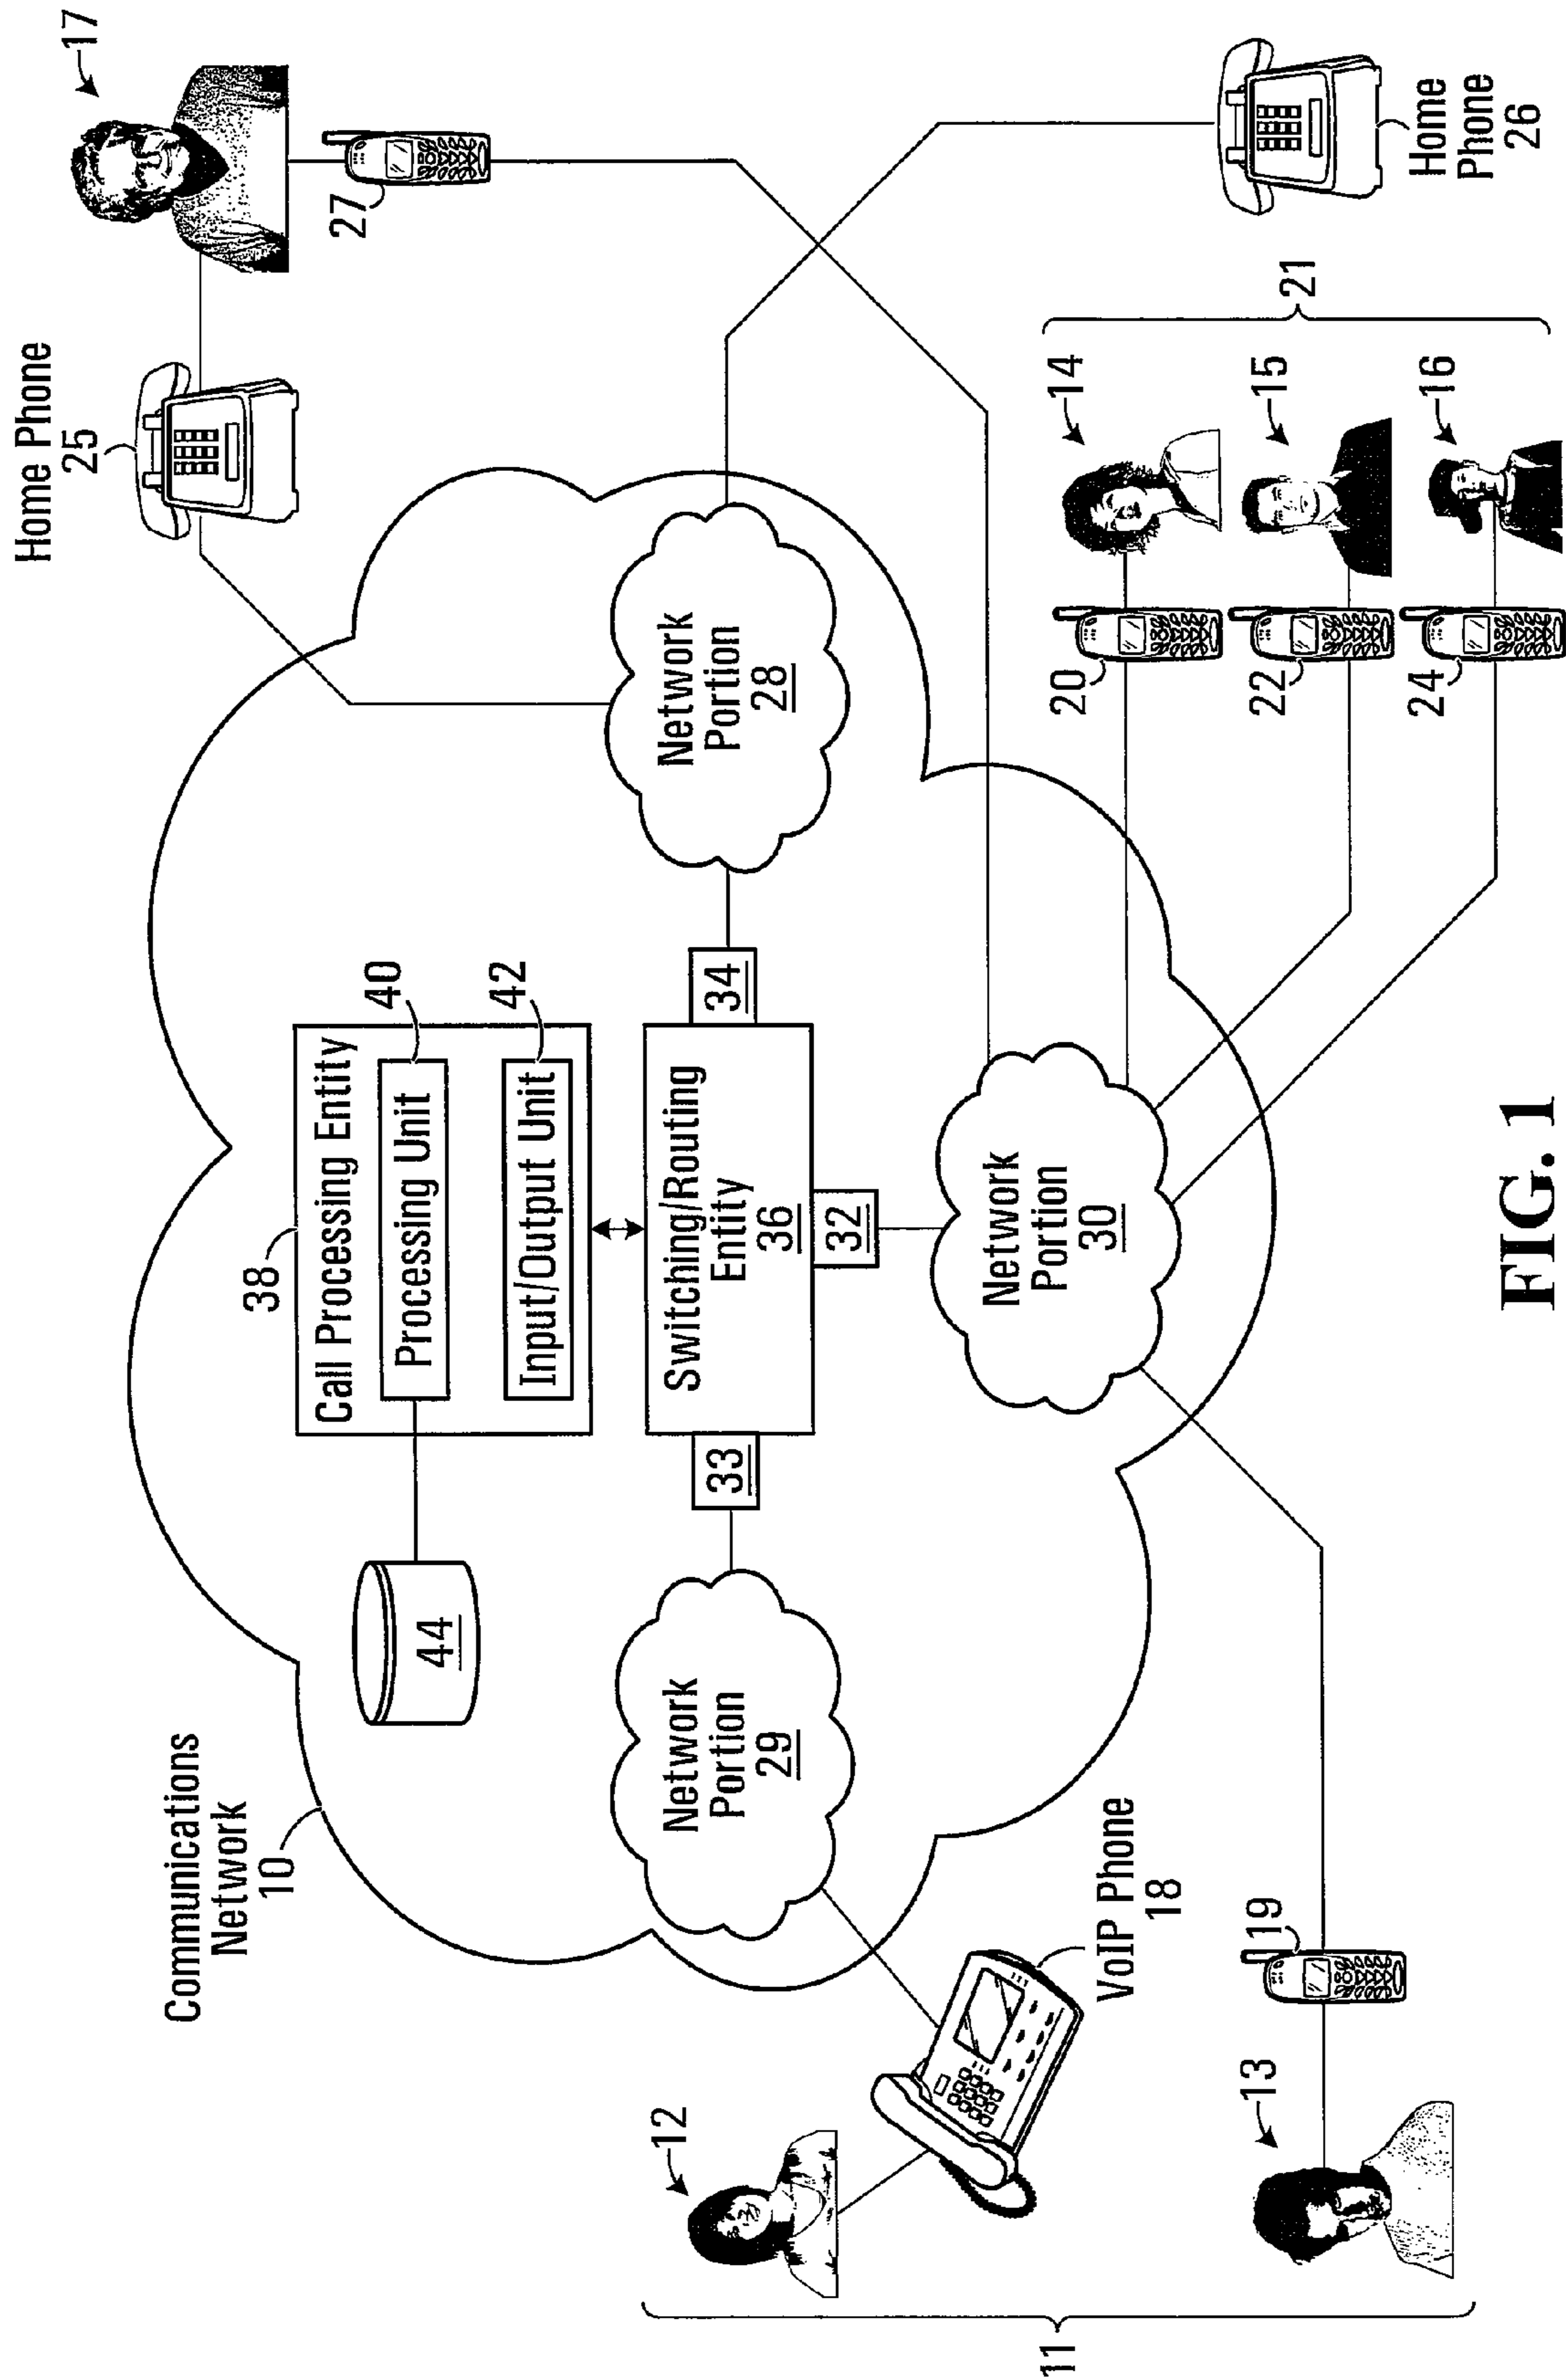 Communications
Network
10
Home Phone
25
17
27
38
Call Processing Entity
Processing Unit
40
Input/Output Unit
42
44
Switching/Routing
Entity
36
33
34
32
Network
Portion
29
Network
Portion
28
Network
Portion
30
12
VoIP Phone
18
13
19
11
20
14
22
15
24
16
21
Home
Phone
26
FIG. 1